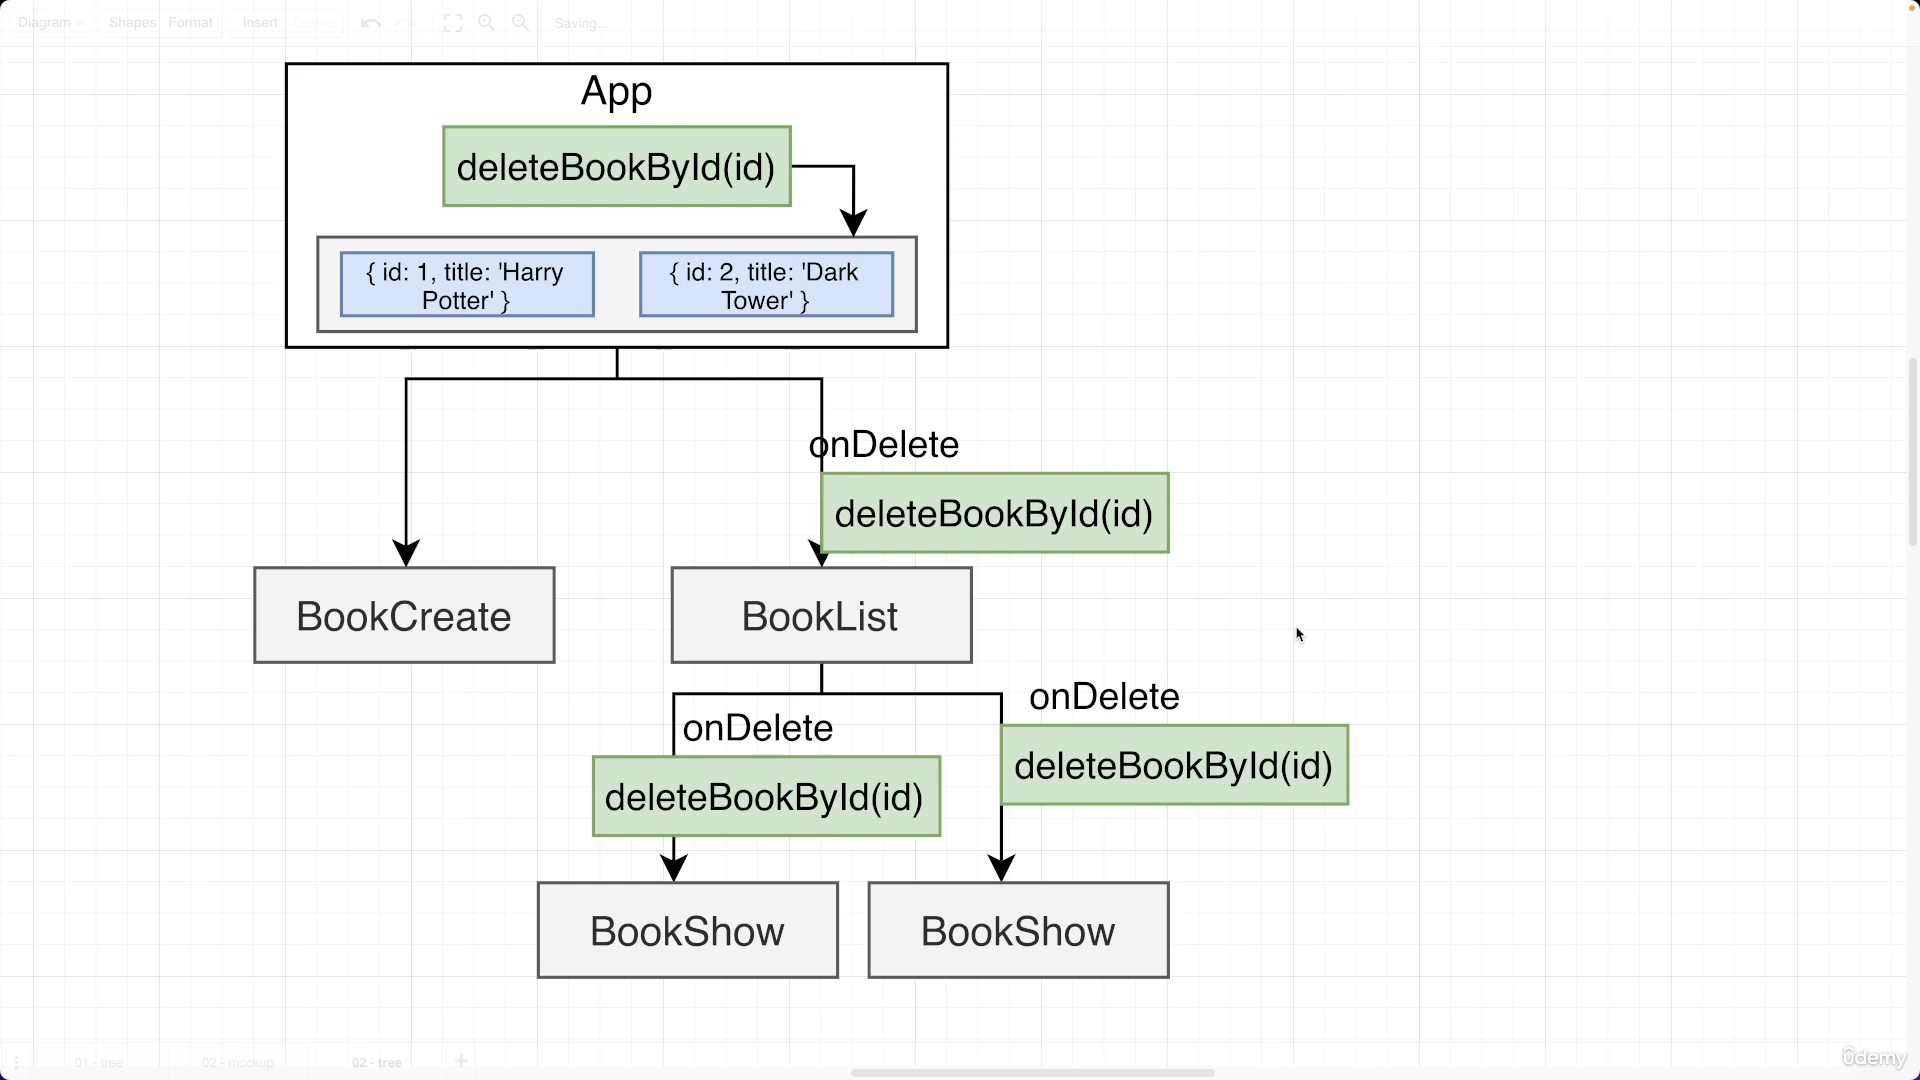 Diagram
Shapes
Format
Insert
Delete
Saving...
App
deleteBookById(id)
{ id: 1, title: 'Harry
Potter' }
{ id: 2, title: 'Dark
Tower' }
onDelete
deleteBookById(id)
BookCreate
BookList
onDelete
onDelete
deleteBookById(id)
deleteBookById(id)
BookShow
BookShow
01 - tree
02 - mockup
02 - tree
ûdemy